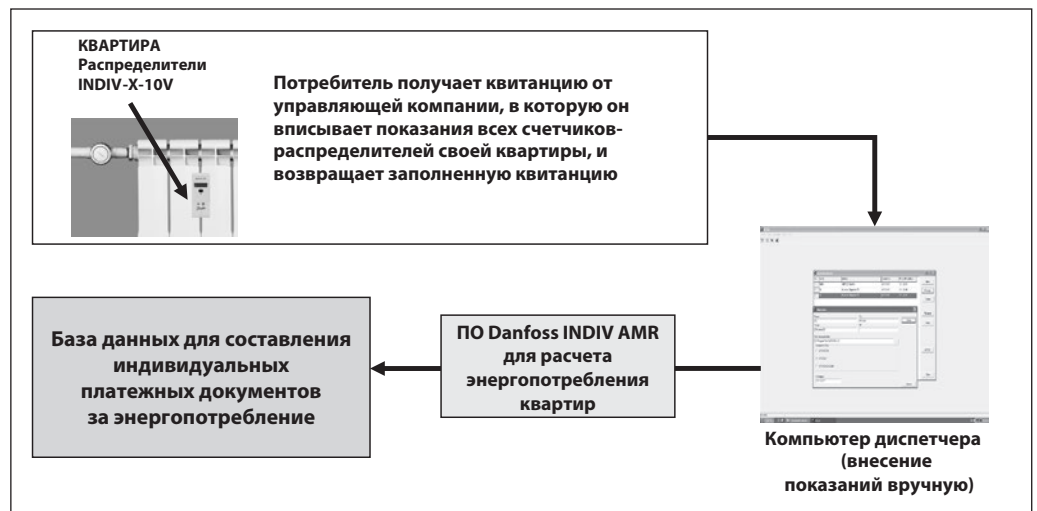 КВАРТИРА
Распределители
INDIV-X-10V
Потребитель получает квитанцию от
управляющей компании, в которую он
вписывает показания всех счетчиков-
распределителей своей квартиры, и
возвращает заполненную квитанцию
База данных для составления
индивидуальных
платежных документов
за энергопотребление
ПО Danfoss INDIV AMR
для расчета
энергопотребления
квартир
Компьютер диспетчера
(внесение
показаний вручную)